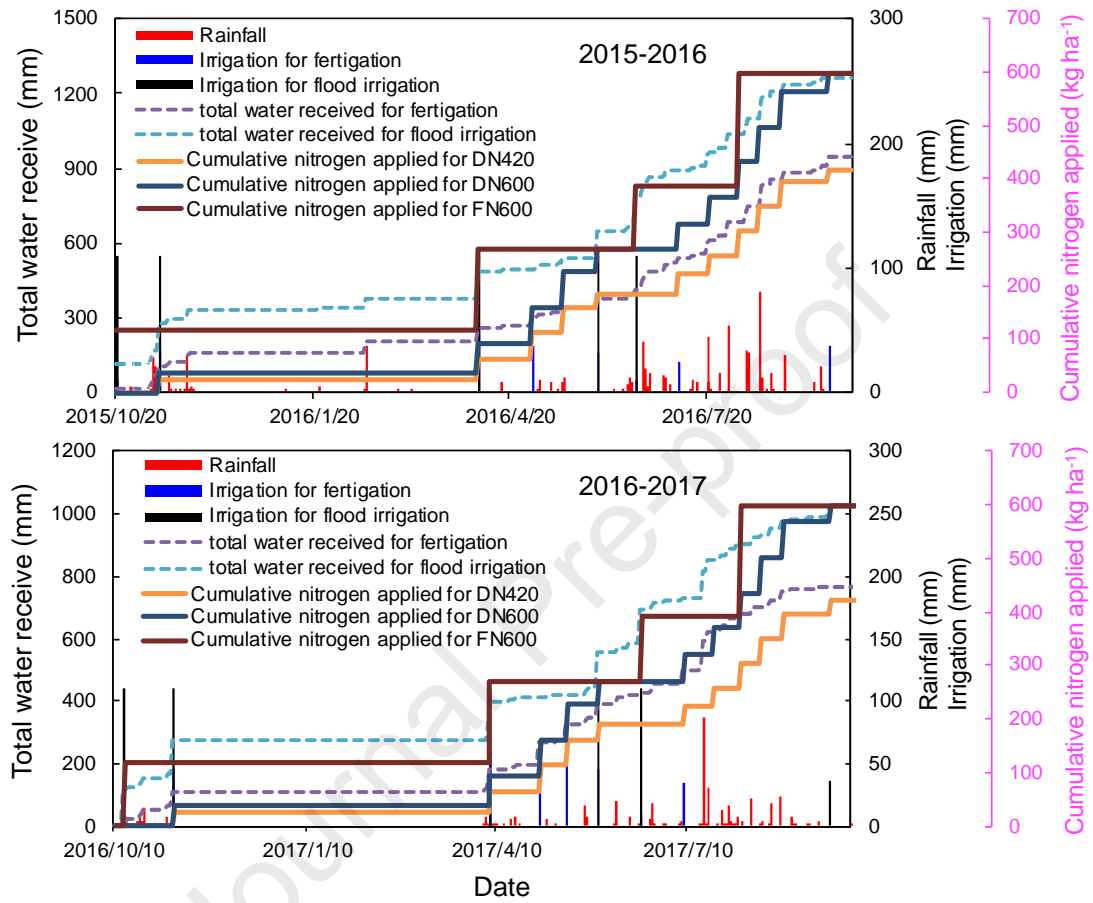 1500
1200
900
600
300
0
Total water receive (mm)
Rainfall
Irrigation for fertigation
Irrigation for flood irrigation
total water received for fertigation
total water received for flood irrigation
Cumulative nitrogen applied for DN420
Cumulative nitrogen applied for DN600
Cumulative nitrogen applied for FN600
2015-2016
300
200
100
0
Rainfall (mm)
Irrigation (mm)
700
600
500
400
300
200
100
0
Cumulative nitrogen applied (kg ha-1)
2015/10/20
2016/1/20
2016/4/20
2016/7/20
1200
1000
800
600
400
200
0
Total water receive (mm)
Rainfall
Irrigation for fertigation
Irrigation for flood irrigation
total water received for fertigation
total water received for flood irrigation
Cumulative nitrogen applied for DN420
Cumulative nitrogen applied for DN600
Cumulative nitrogen applied for FN600
2016-2017
300
250
200
150
100
50
0
Rainfall (mm)
Irrigation (mm)
700
600
500
400
300
200
100
0
Cumulative nitrogen applied (kg ha-1)
2016/10/10
2017/1/10
2017/4/10
2017/7/10
Date
Journal Pre-proof